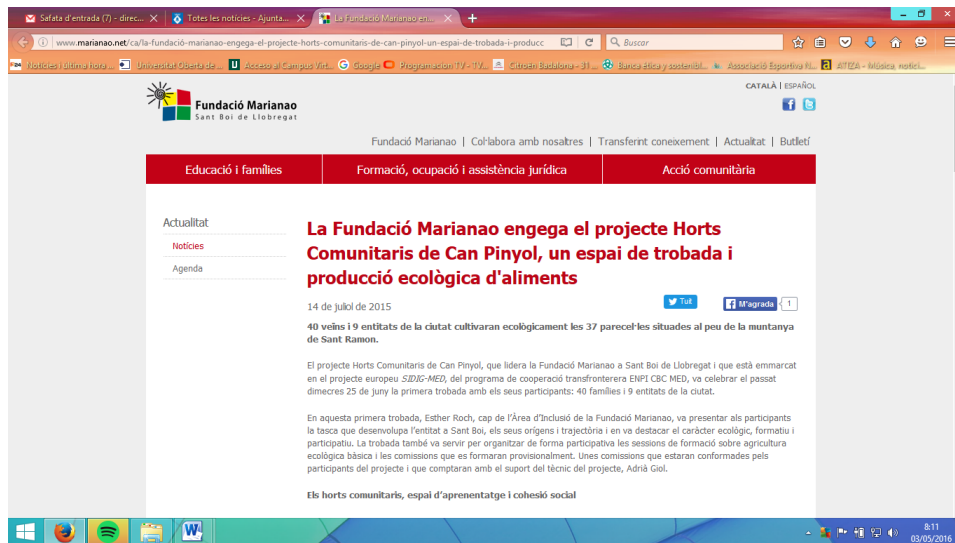 Safata d'entrada (7) - direc...
Totes les notícies - Ajunta...
La Fundació Marianao en...
www.marianao.net/ca/la-fundació-marianao-engega-el-projecte-horts-comunitaris-de-can-pinyol-un-espai-de-trobada-i-producc
Buscar
Noticias i última hora...
Universitat Oberta de ...
Acceso al Campus Virt...
Google
Programación TV - TV...
Citroën Badalona - 31 ...
Banca ética y sostenibl...
Associació Esportiva N...
ATIZA - Música, notici...
CATALÀ | ESPAÑOL
Fundació Marianao
Sant Boi de Llobregat
Fundació Marianao | Col·labora amb nosaltres | Transferint coneixement | Actualitat | Butlletí
Educació i famílies
Formació, ocupació i assistència jurídica
Acció comunitària
Actualitat
Notícies
Agenda
La Fundació Marianao engega el projecte Horts
Comunitaris de Can Pinyol, un espai de trobada i
producció ecològica d'aliments
14 de juliol de 2015
Tuit
M'agrada
1
40 veïns i 9 entitats de la ciutat cultivaran ecològicament les 37 parecel·les situades al peu de la muntanya
de Sant Ramon.
El projecte Horts Comunitaris de Can Pinyol, que lidera la Fundació Marianao a Sant Boi de Llobregat i que està emmarcat
en el projecte europeu SIDIG-MED, del programa de cooperació transfronterera ENPI CBC MED, va celebrar el passat
dimecres 25 de juny la primera trobada amb els seus participants: 40 famílies i 9 entitats de la ciutat.
En aquesta primera trobada, Esther Roch, cap de l'Àrea d'Inclusió de la Fundació Marianao, va presentar als participants
la tasca que desenvolupa l'entitat a Sant Boi, els seus orígens i trajectòria i en va destacar el caràcter ecològic, formatiu i
participatiu. La trobada també va servir per organitzar de forma participativa les sessions de formació sobre agricultura
ecològica bàsica i les comissions que es formaran provisionalment. Unes comissions que estaran conformades pels
participants del projecte i que comptaran amb el suport del tècnic del projecte, Adrià Giol.
Els horts comunitaris, espai d'aprenentatge i cohesió social
8:11
03/05/2016